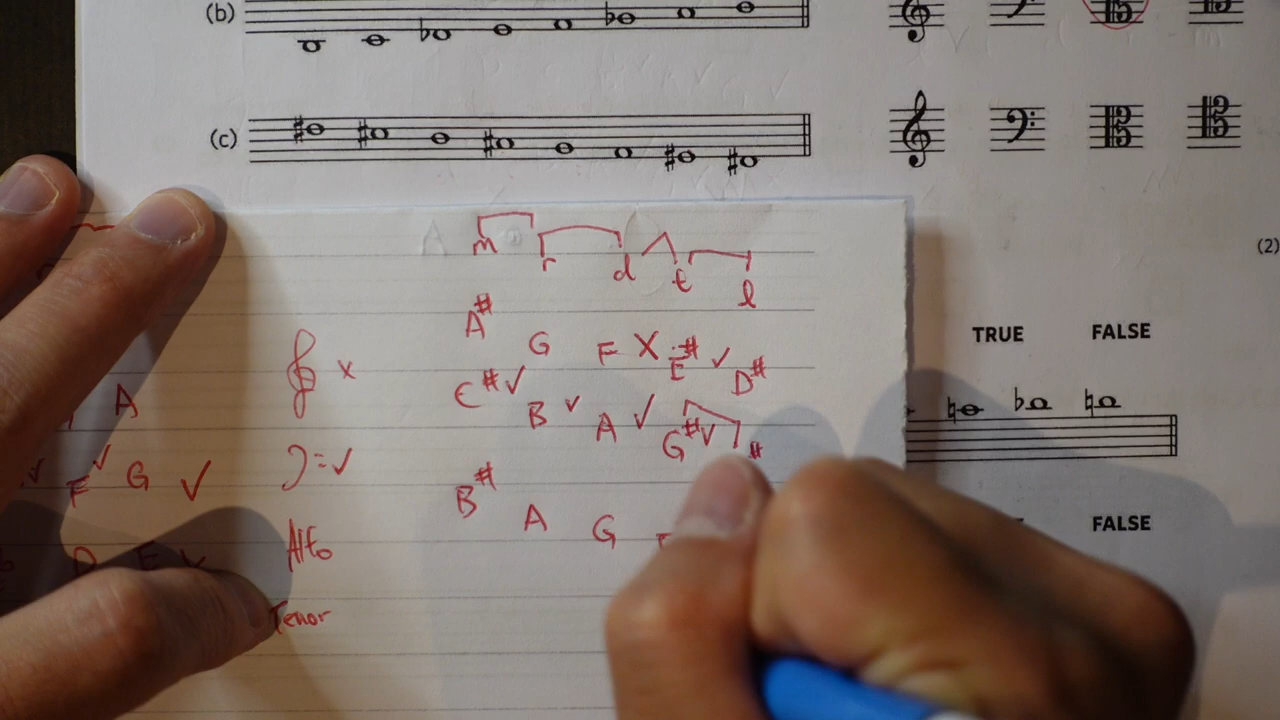 (b)
(c)
(2)
m r d t l
TRUE FALSE
A#
G F X E# ✓ D#
x
C# ✓
A
B ✓ A ✓ G# ✓ #
F ✓ G ✓
✓
B# A G
FALSE
Alto
D E ✓
Tenor